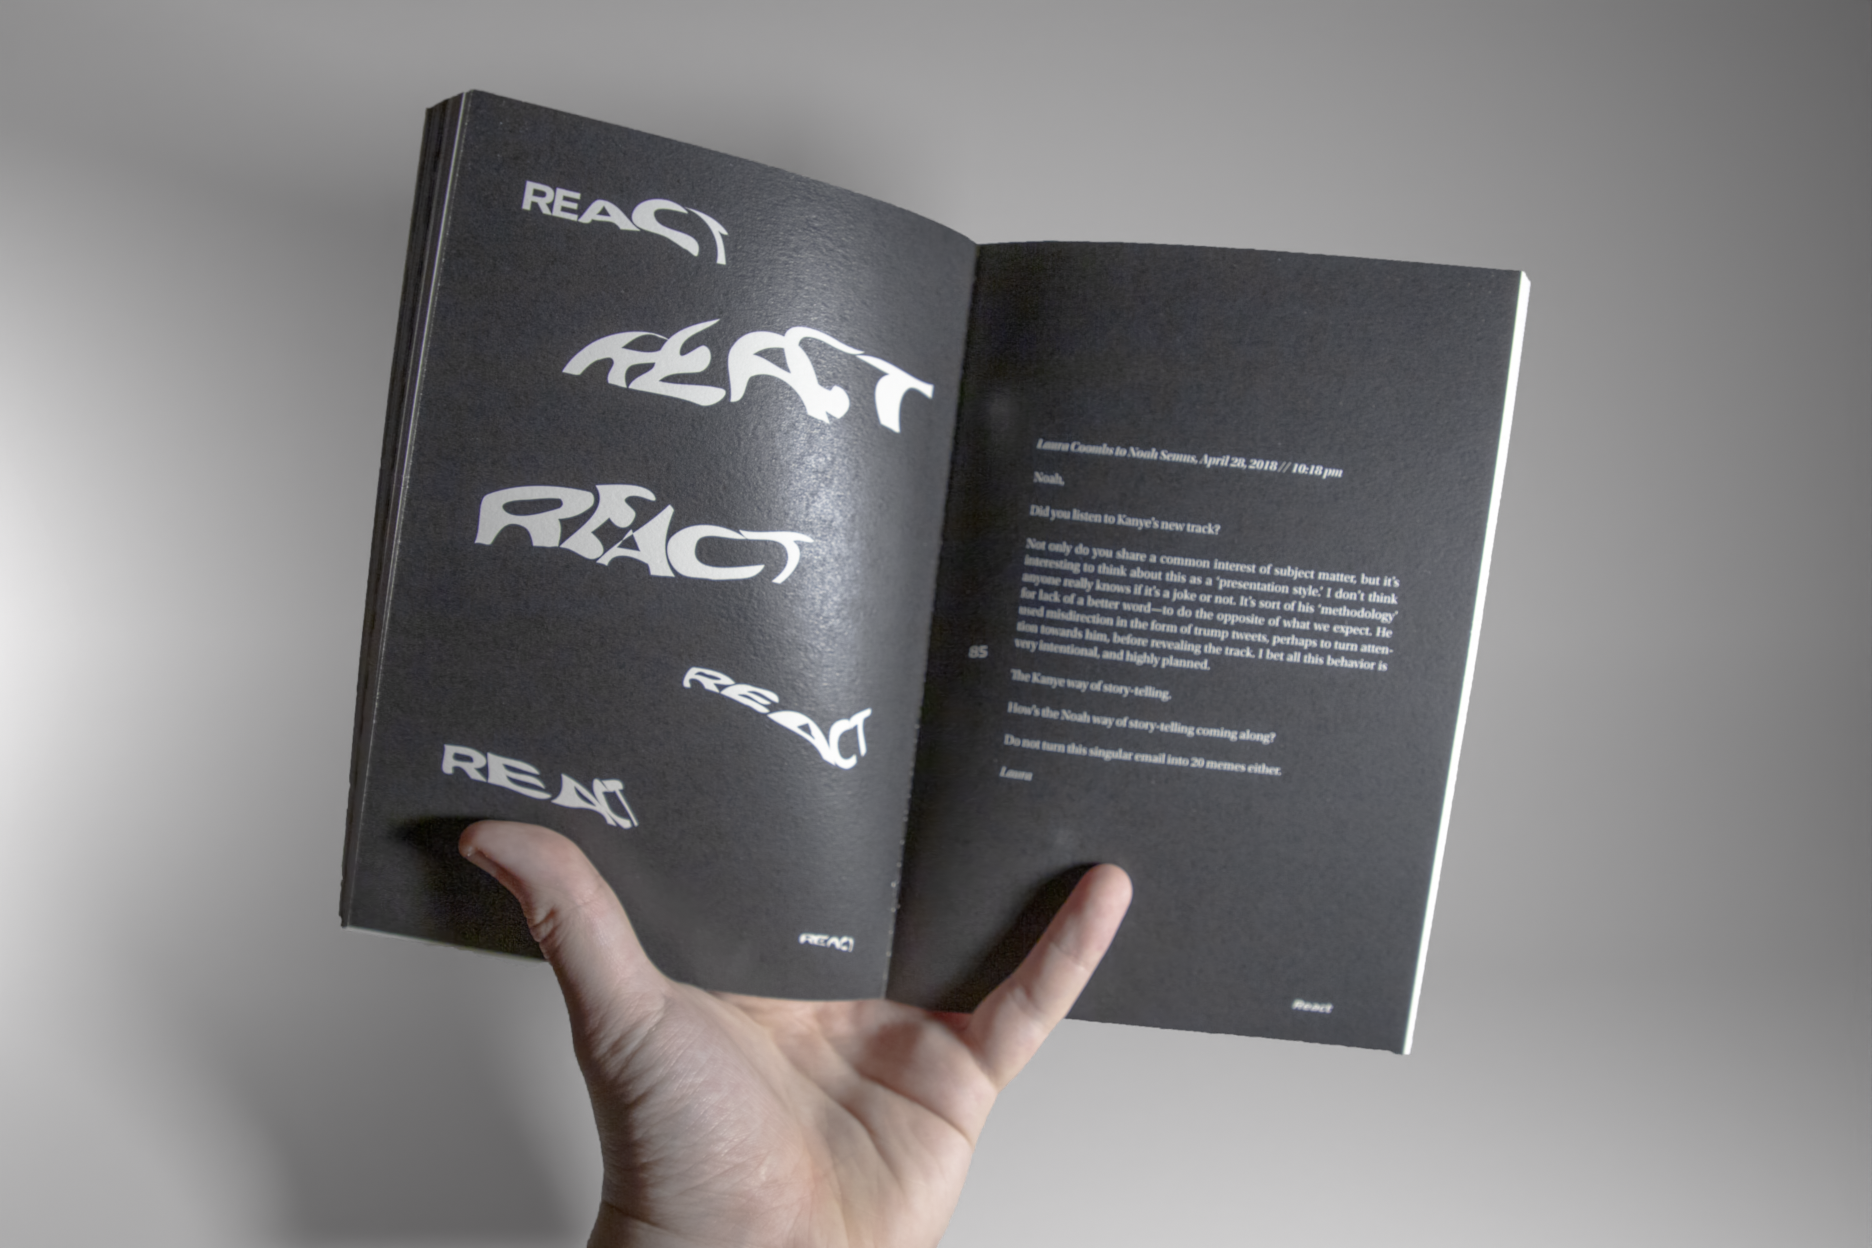 REACT
REACT
REACT
REACT
REACT
REACT
Laura Coombs to Noah Semus, April 28, 2018 // 10:18 pm
Noah,
Did you listen to Kanye's new track?
Not only do you share a common interest of subject matter, but it's
interesting to think about this as a 'presentation style.' I don't think
anyone really knows if it's a joke or not. It's sort of his 'methodology'
for lack of a better word—to do the opposite of what we expect. He
used misdirection in the form of trump tweets, perhaps to turn atten-
tion towards him, before revealing the track. I bet all this behavior is
very intentional, and highly planned.
85
The Kanye way of story-telling.
How's the Noah way of story-telling coming along?
Do not turn this singular email into 20 memes either.
Laura
React